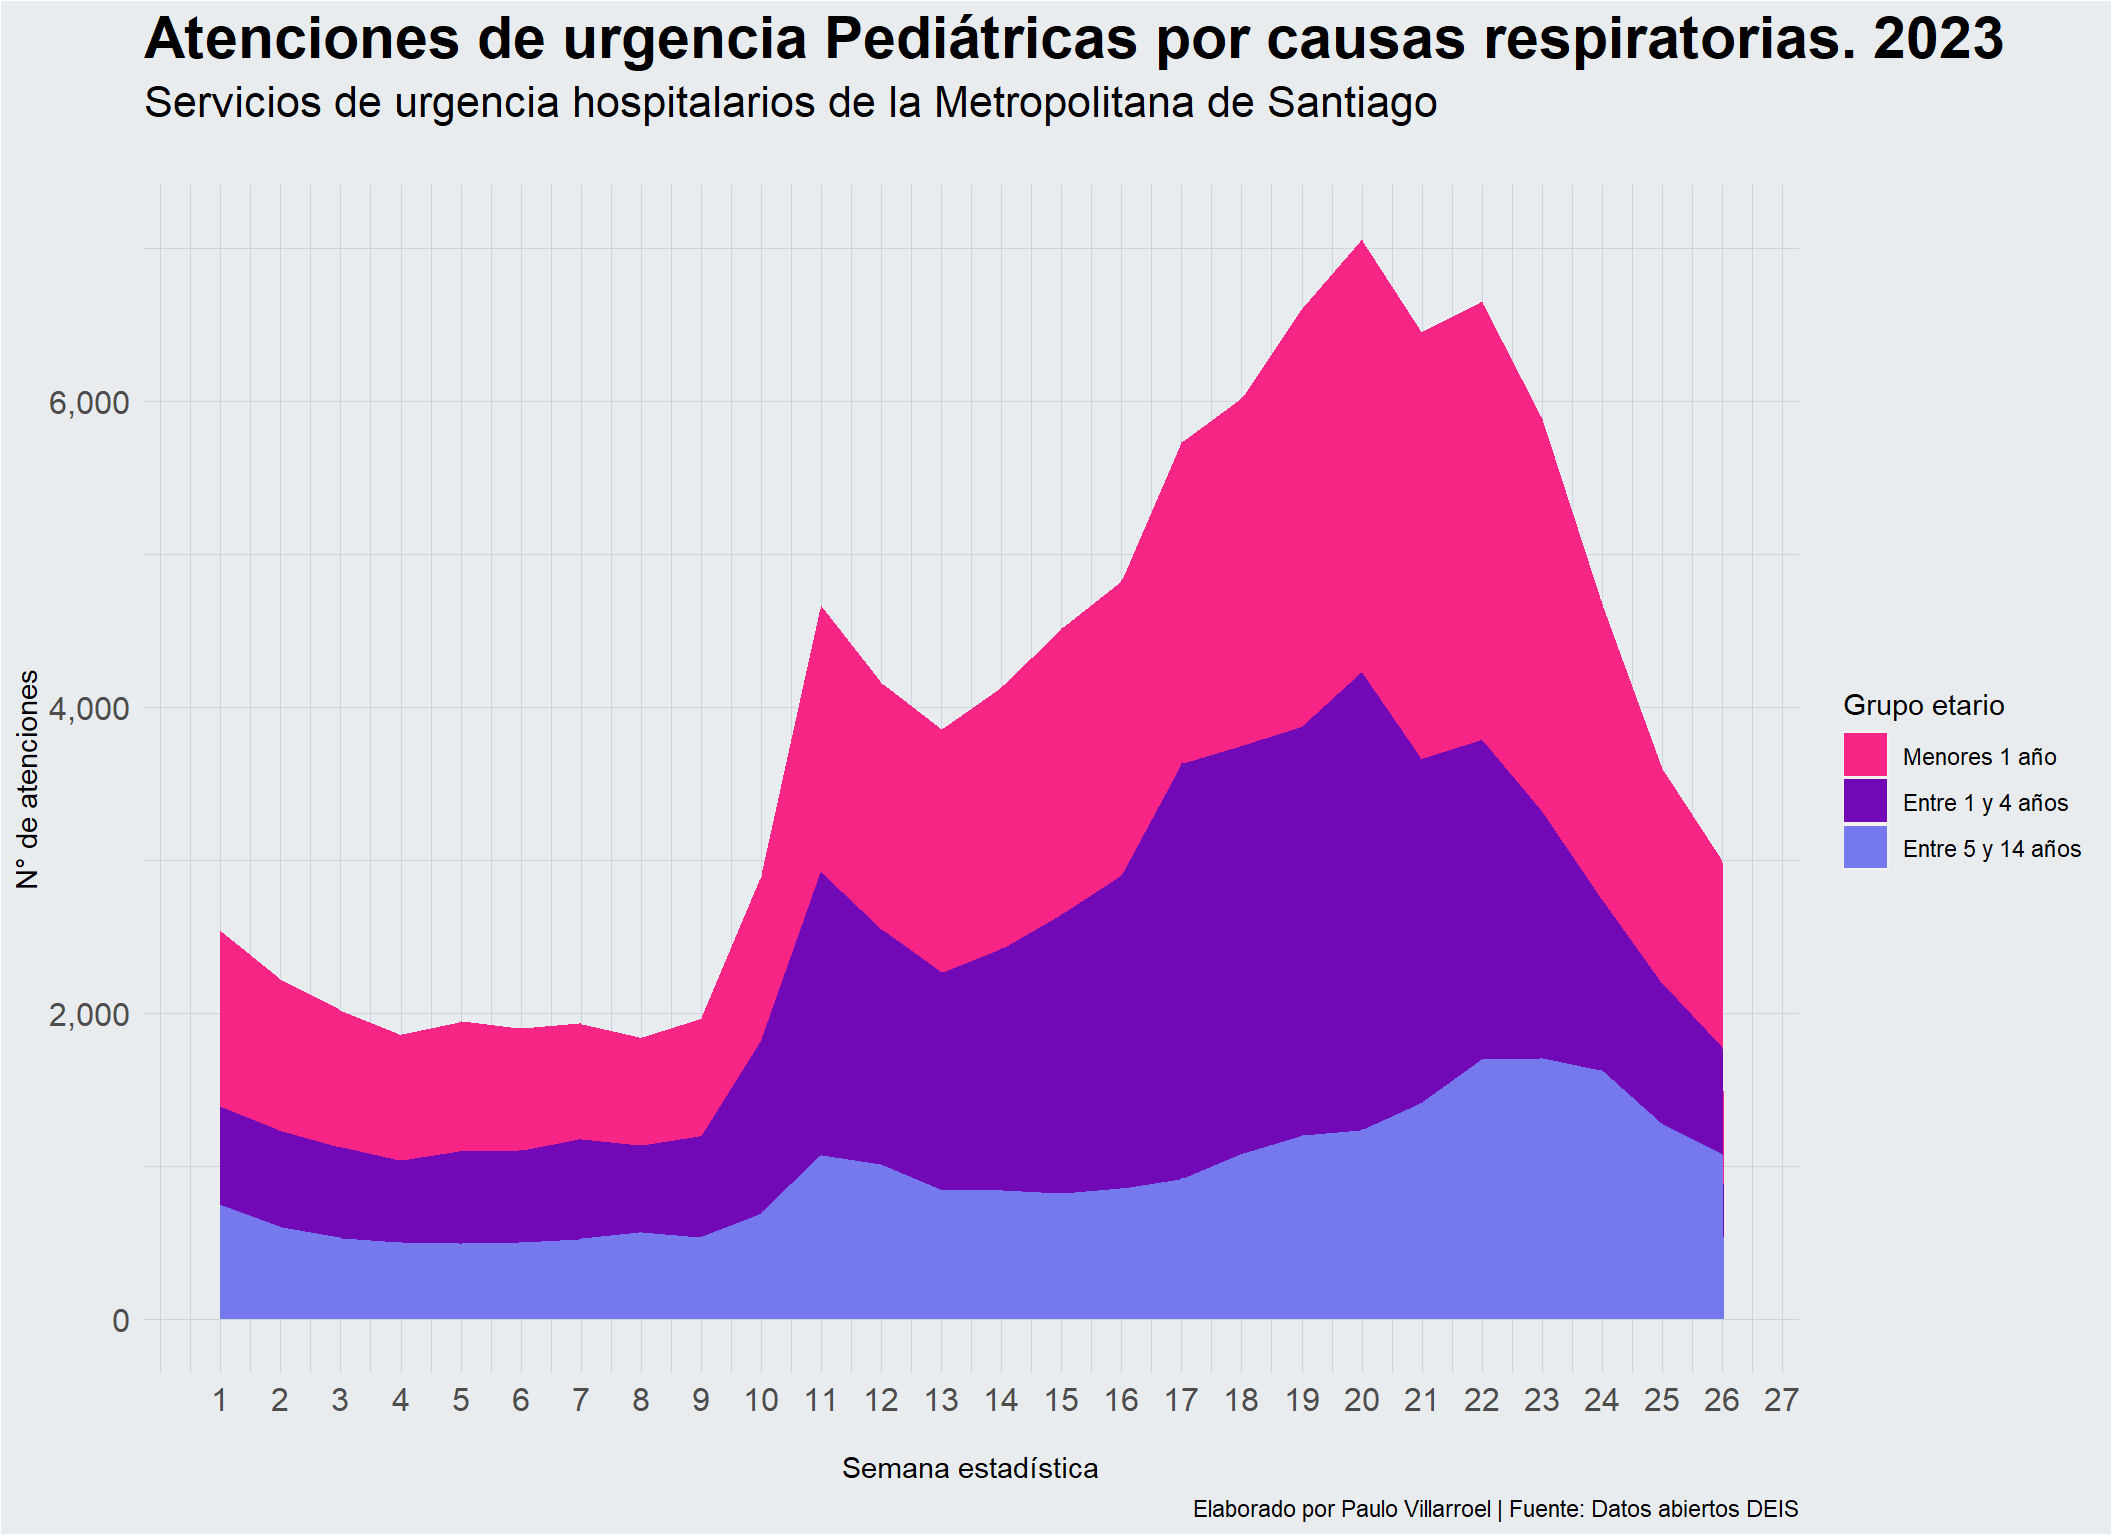 Atenciones de urgencia Pediátricas por causas respiratorias. 2023
Servicios de urgencia hospitalarios de la Metropolitana de Santiago
6,000
4,000
2,000
0
N° de atenciones
Grupo etario
Menores 1 año
Entre 1 y 4 años
Entre 5 y 14 años
1 2 3 4 5 6 7 8 9 10 11 12 13 14 15 16 17 18 19 20 21 22 23 24 25 26 27
Semana estadística
Elaborado por Paulo Villarroel | Fuente: Datos abiertos DEIS